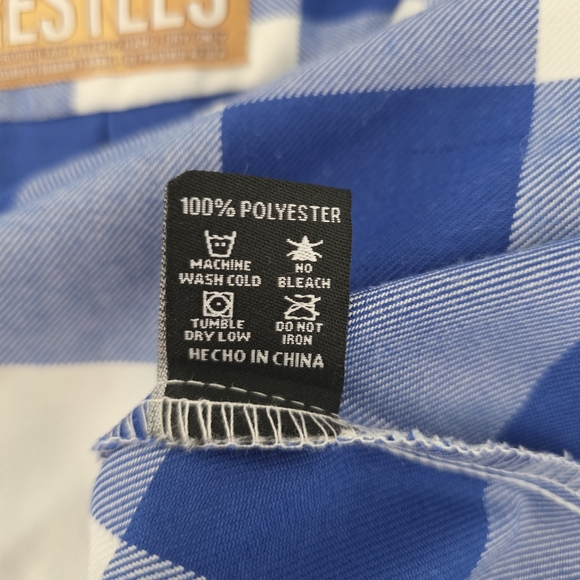 100% POLYESTER
MACHINE
WASH COLD
NO
BLEACH
TUMBLE
DRY LOW
DO NOT
IRON
HECHO IN CHINA